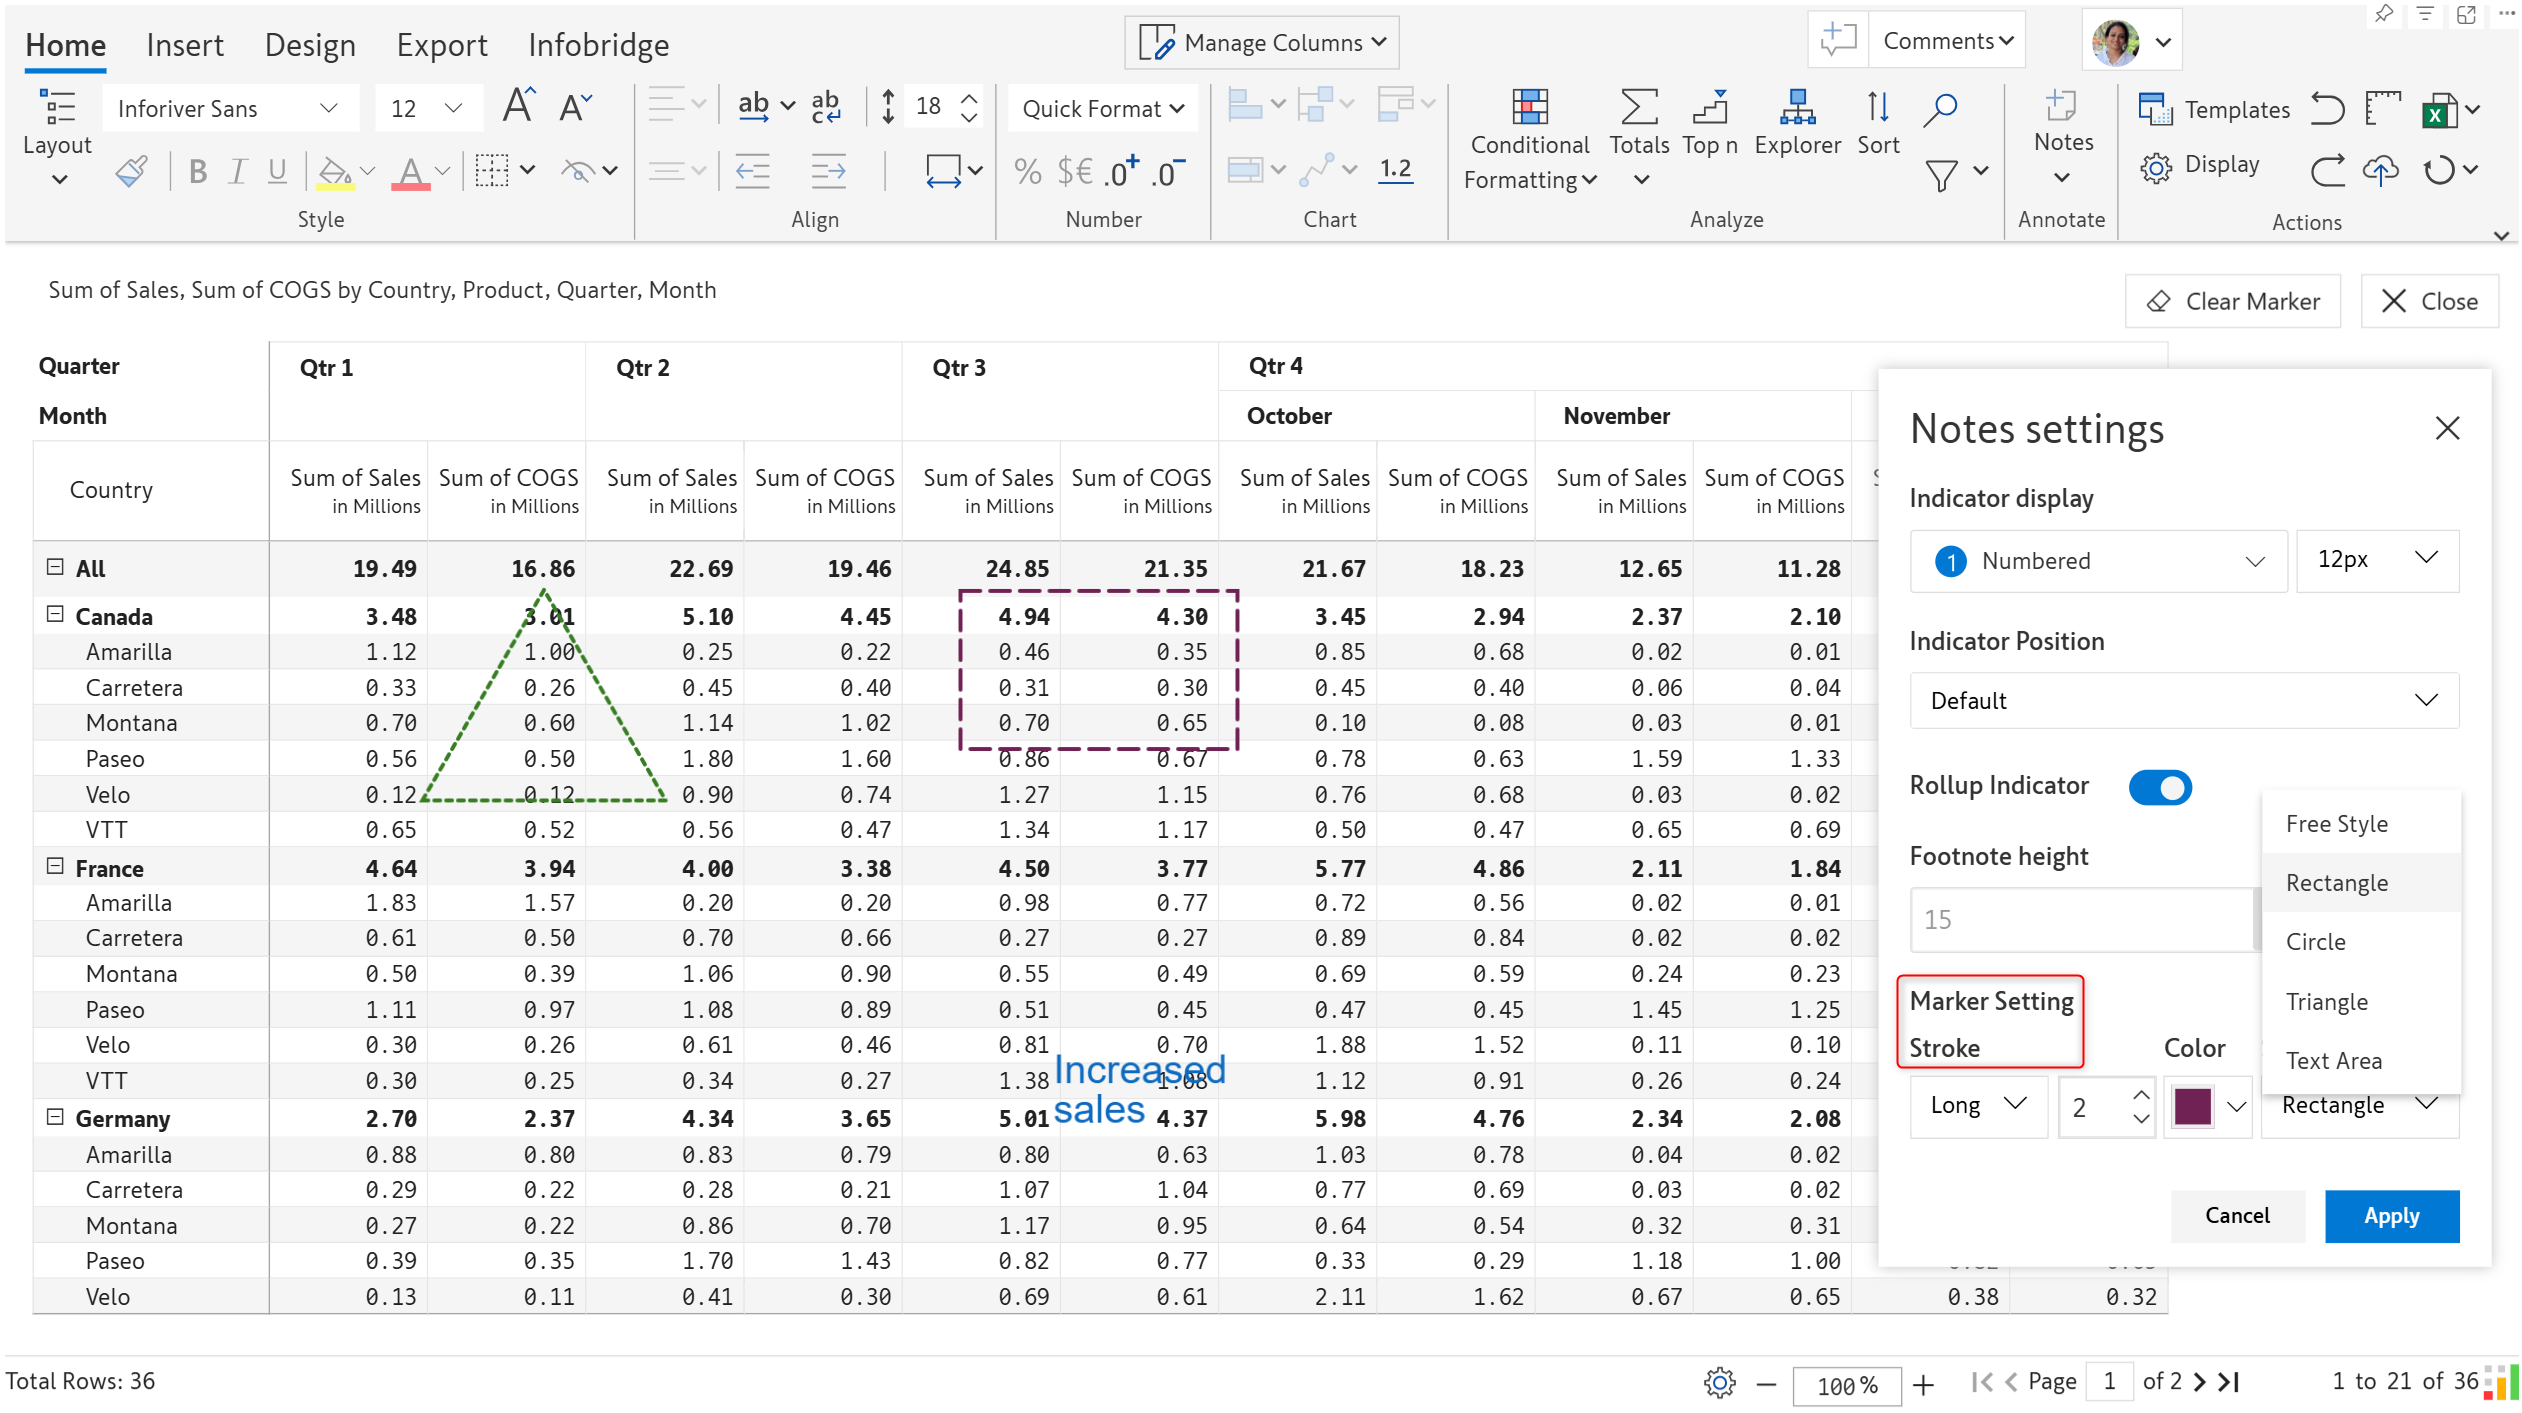 Home Insert Design Export Infobridge Manage Columns Comments
Layout Inforiver Sans 12 A A ab ab c 18 Quick Format Conditional Formatting Totals Top n Explorer Sort Notes Templates
B I U A % $€ .0+ .0- 1.2 Display
Style Align Number Chart Analyze Annotate Actions
Sum of Sales, Sum of COGS by Country, Product, Quarter, Month
Clear Marker Close
Quarter Qtr 1 Qtr 2 Qtr 3 Qtr 4
Month October November
Country Sum of Sales Sum of COGS Sum of Sales Sum of COGS Sum of Sales Sum of COGS Sum of Sales Sum of COGS Sum of Sales Sum of COGS
in Millions in Millions in Millions in Millions in Millions in Millions in Millions in Millions in Millions in Millions
All 19.49 16.86 22.69 19.46 24.85 21.35 21.67 18.23 12.65 11.28
Canada 3.48 3.01 5.10 4.45 4.94 4.30 3.45 2.94 2.37 2.10
Amarilla 1.12 1.00 0.25 0.22 0.46 0.35 0.85 0.68 0.02 0.01
Carretera 0.33 0.26 0.45 0.40 0.31 0.30 0.45 0.40 0.06 0.04
Montana 0.70 0.60 1.14 1.02 0.70 0.65 0.10 0.08 0.03 0.01
Paseo 0.56 0.50 1.80 1.60 0.86 0.67 0.78 0.63 1.59 1.33
Velo 0.12 0.12 0.90 0.74 1.27 1.15 0.76 0.68 0.03 0.02
VTT 0.65 0.52 0.56 0.47 1.34 1.17 0.50 0.47 0.65 0.69
France 4.64 3.94 4.00 3.38 4.50 3.77 5.77 4.86 2.11 1.84
Amarilla 1.83 1.57 0.20 0.20 0.98 0.77 0.72 0.56 0.02 0.01
Carretera 0.61 0.50 0.70 0.66 0.27 0.27 0.89 0.84 0.02 0.02
Montana 0.50 0.39 1.06 0.90 0.55 0.49 0.69 0.59 0.24 0.23
Paseo 1.11 0.97 1.08 0.89 0.51 0.45 0.47 0.45 1.45 1.25
Velo 0.30 0.26 0.61 0.46 0.81 0.70 1.88 1.52 0.11 0.10
VTT 0.30 0.25 0.34 0.27 1.38 1.08 1.12 0.91 0.26 0.24
Germany 2.70 2.37 4.34 3.65 5.01 4.37 5.98 4.76 2.34 2.08
Amarilla 0.88 0.80 0.83 0.79 0.80 0.63 1.03 0.78 0.04 0.02
Carretera 0.29 0.22 0.28 0.21 1.07 1.04 0.77 0.69 0.03 0.02
Montana 0.27 0.22 0.86 0.70 1.17 0.95 0.64 0.54 0.32 0.31
Paseo 0.39 0.35 1.70 1.43 0.82 0.77 0.33 0.29 1.18 1.00
Velo 0.13 0.11 0.41 0.30 0.69 0.61 2.11 1.62 0.67 0.65 0.38 0.32
Increased
sales
Notes settings
Indicator display
1 Numbered 12px
Indicator Position
Default
Rollup Indicator
Footnote height
15
Free Style
Rectangle
Circle
Triangle
Text Area
Marker Setting
Stroke Color
Long 2 Rectangle
Cancel Apply
Total Rows: 36 100% Page 1 of 2 1 to 21 of 36